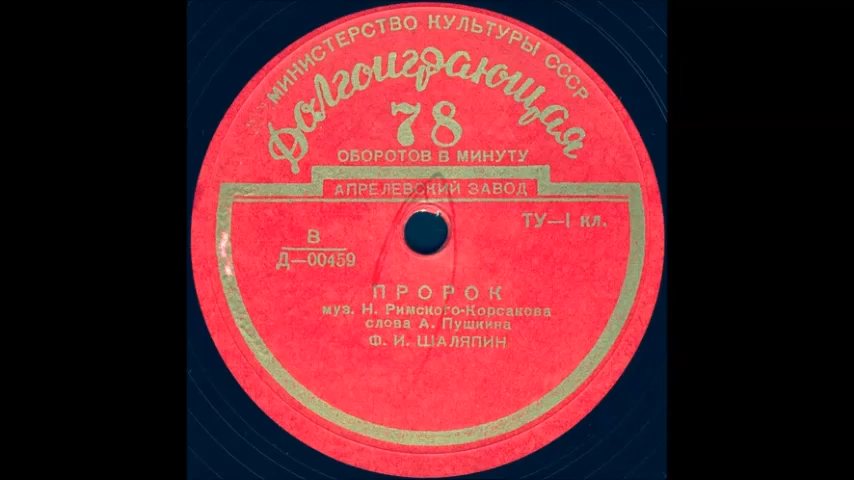 МИНИСТЕРСТВО КУЛЬТУРЫ СССР
Долгоиграющая
78
ОБОРОТОВ В МИНУТУ
АПРЕЛЕВСКИЙ ЗАВОД
ТУ—I кл.
В
Д—00459
ПРОРОК
муз. Н. Римского-Корсакова
слова А. Пушкина
Ф. И. ШАЛЯПИН